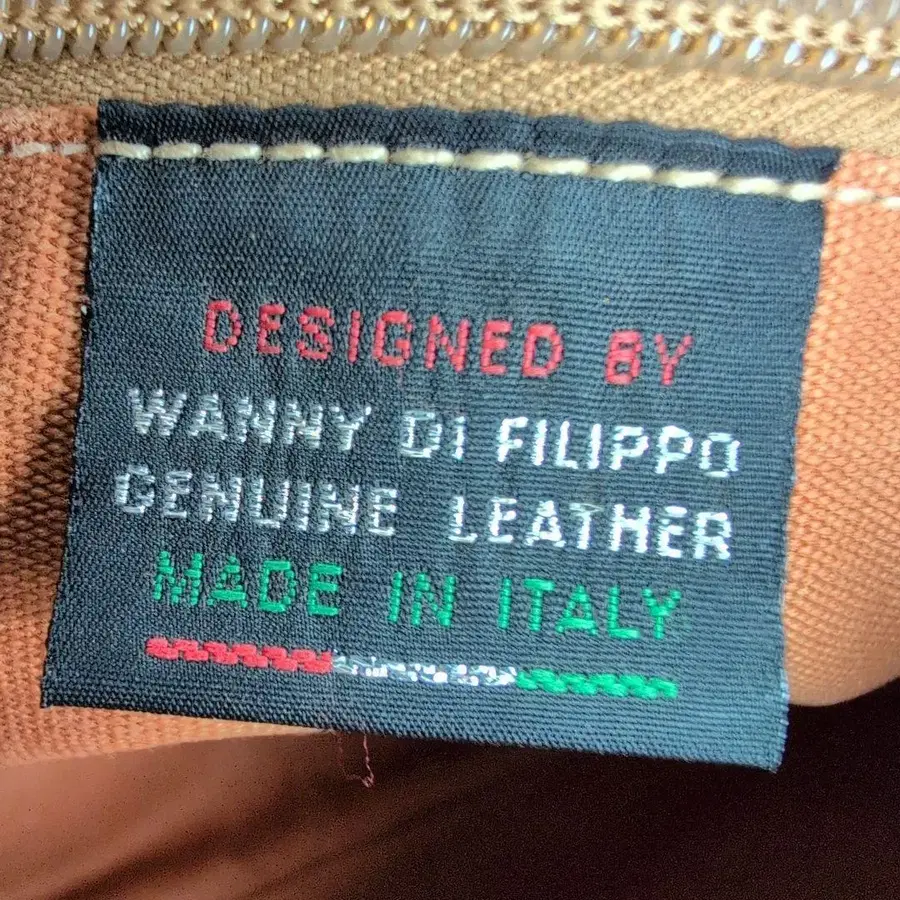 DESIGNED BY
WANNY DI FILIPPO
GENUINE LEATHER
MADE IN ITALY